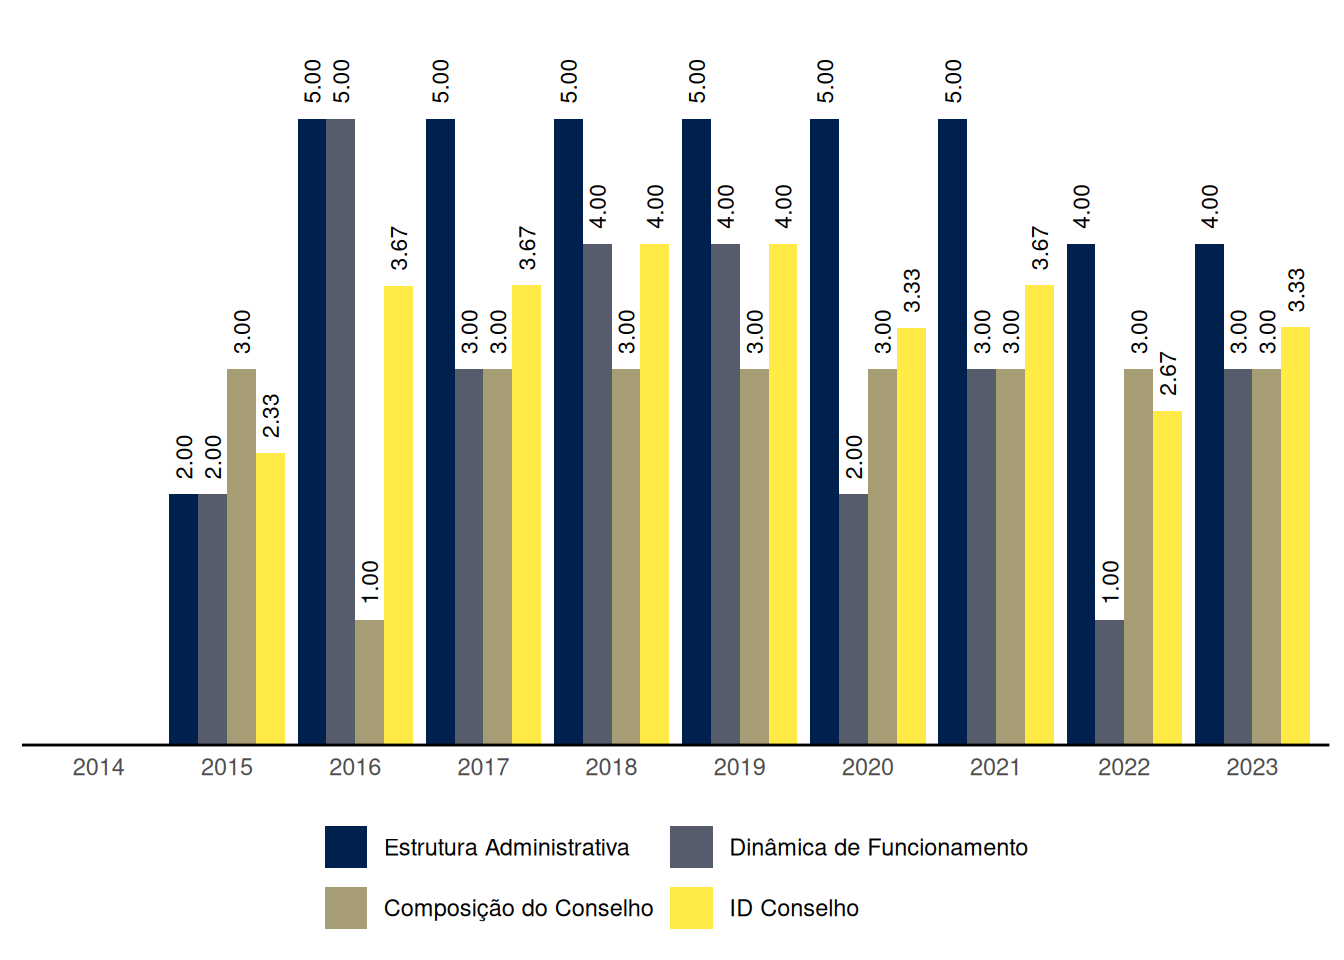 5.00 5.00 5.00 5.00 5.00 5.00 5.00
4.00 4.00 4.00 4.00 4.00 4.00
3.67 3.67 3.67
3.00 3.00 3.00 3.00 3.00 3.00 3.33 3.00 3.00 3.00 3.00 3.00 3.33
2.33 2.67
2.00 2.00 2.00
1.00 1.00
2014 2015 2016 2017 2018 2019 2020 2021 2022 2023
Estrutura Administrativa Dinâmica de Funcionamento
Composição do Conselho ID Conselho